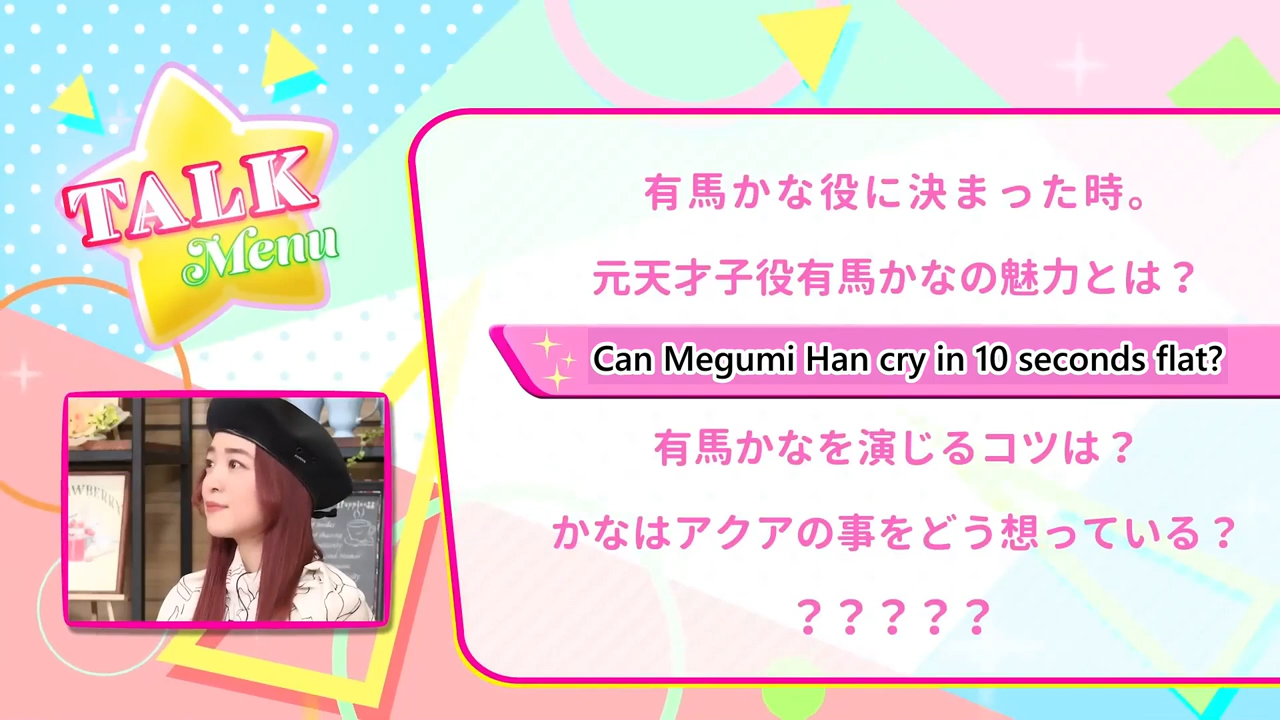 TALK
Menu
有馬かな役に決まった時。
元天才子役有馬かなの魅力とは？
Can Megumi Han cry in 10 seconds flat?
有馬かなを演じるコツは？
かなはアクアの事をどう想っている？
？？？？？